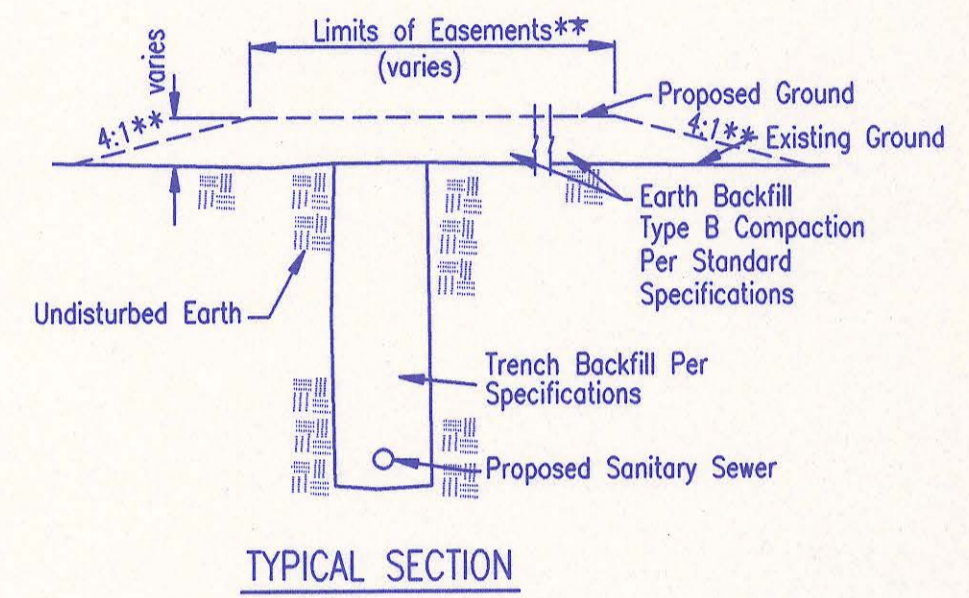 Limits of Easements**
(varies)
varies
4:1**
Proposed Ground
4:1**
Existing Ground
Earth Backfill
Type B Compaction
Per Standard
Specifications
Undisturbed Earth
Trench Backfill Per
Specifications
Proposed Sanitary Sewer
TYPICAL SECTION